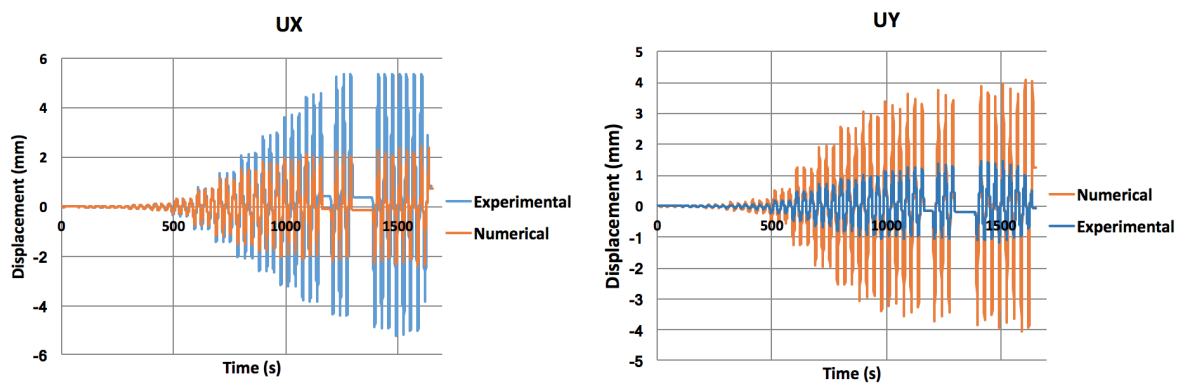 UX
6
4
2
0
-2
-4
-6
0
500
1000
1500
Displacement (mm)
Time (s)
Experimental
Numerical
UY
5
4
3
2
1
0
-1
-2
-3
-4
-5
0
500
1000
1500
Displacement (mm)
Time (s)
Numerical
Experimental